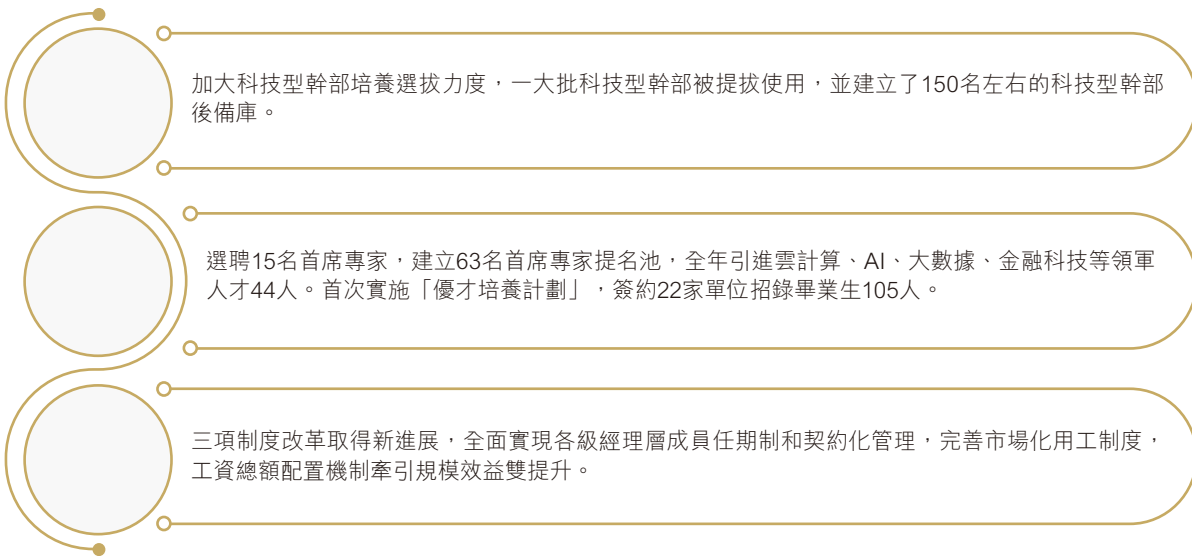 加大科技型幹部培養選拔力度，一大批科技型幹部被提拔使用，並建立了150名左右的科技型幹部
後備庫。
選聘15名首席專家，建立63名首席專家提名池，全年引進雲計算、AI、大數據、金融科技等領軍
人才44人。首次實施「優才培養計劃」，簽約22家單位招錄畢業生105人。
三項制度改革取得新進展，全面實現各級經理層成員任期制和契約化管理，完善市場化用工制度，
工資總額配置機制牽引規模效益雙提升。